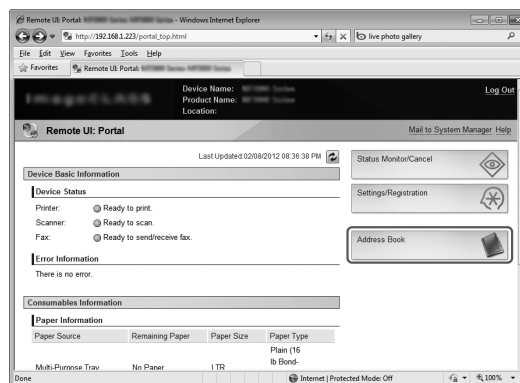 Remote UI: Portal: - Windows Internet Explorer
http://192.168.1.223/portal_top.html
live photo gallery
File Edit View Favorites Tools Help
Favorites
Remote UI: Portal:
ImageCLASS
Device Name:
Product Name:
Location:
Log Out
Remote UI: Portal
Mail to System Manager Help
Last Updated:02/08/2012 08:36:38 PM
Device Basic Information
Device Status
Printer: Ready to print.
Scanner: Ready to scan.
Fax: Ready to send/receive fax.
Error Information
There is no error.
Consumables Information
Paper Information
Paper Source Remaining Paper Paper Size Paper Type
Multi-Purpose Tray No Paper LTR Plain (16
lb Bond-
Status Monitor/Cancel
Settings/Registration
Address Book
Done
Internet | Protected Mode: Off
100%